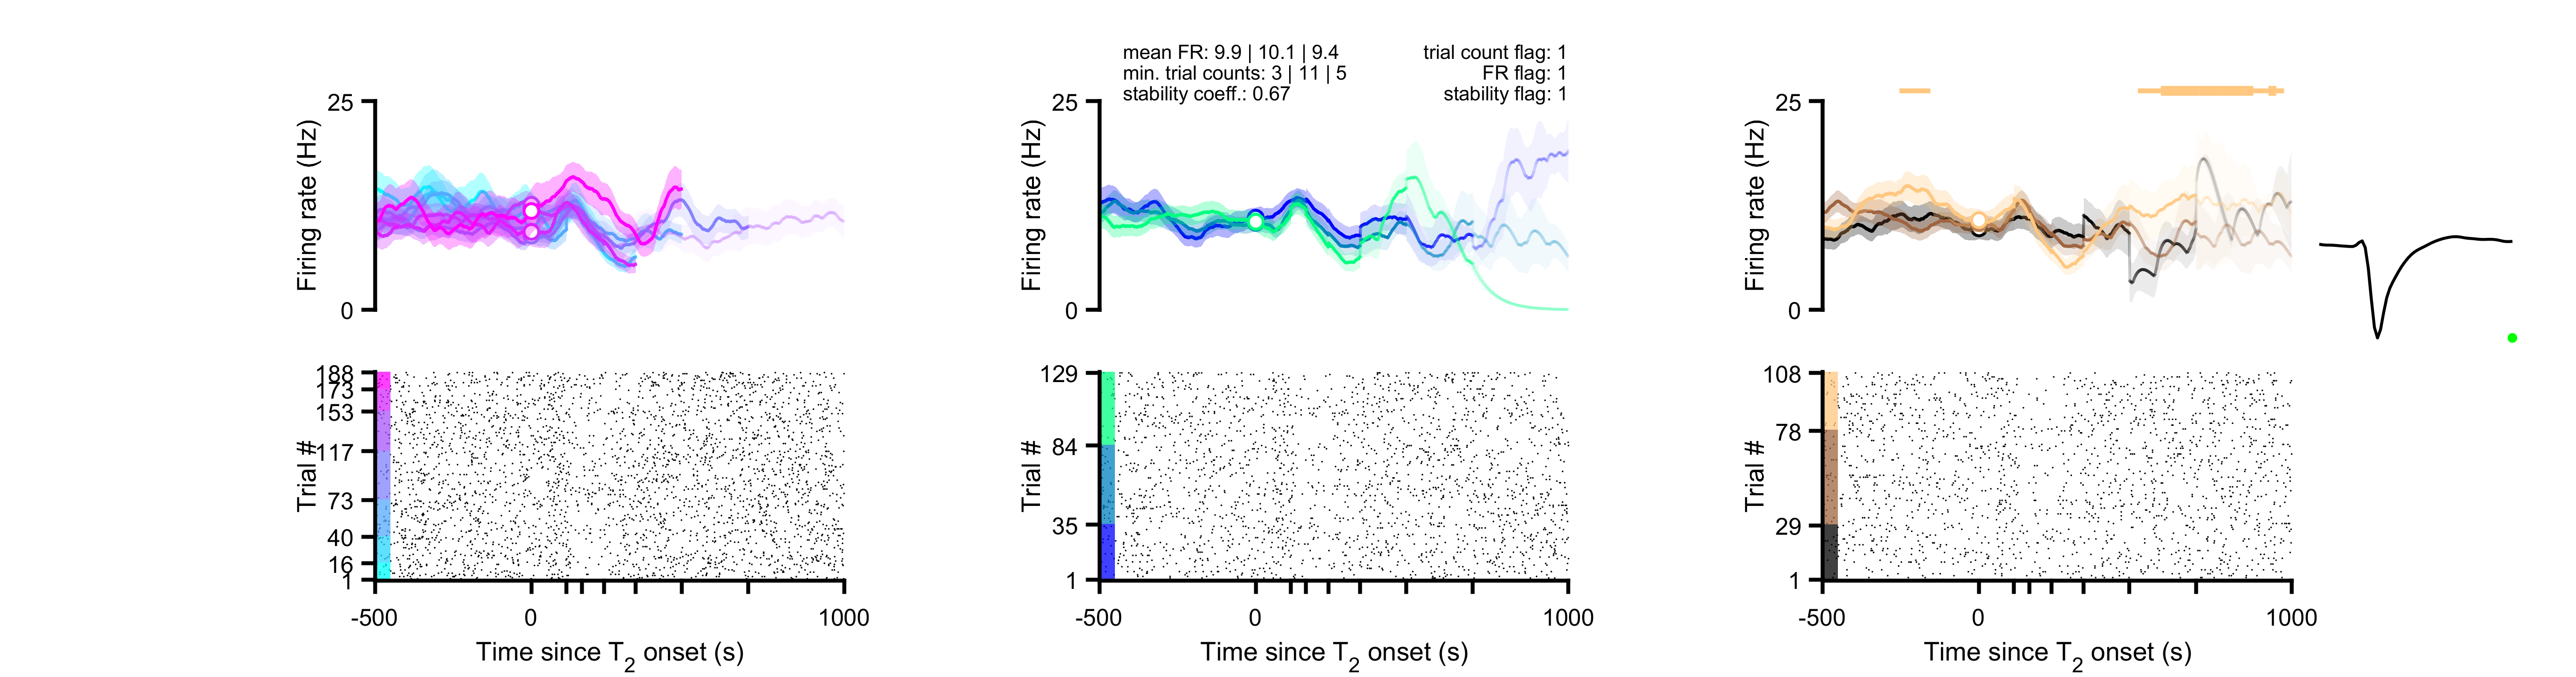 mean FR: 9.9 | 10.1 | 9.4
min. trial counts: 3 | 11 | 5
stability coeff.: 0.67
trial count flag: 1
FR flag: 1
stability flag: 1
25
Firing rate (Hz)
0
25
Firing rate (Hz)
0
25
Firing rate (Hz)
0
188
173
153
117
73
40
16
1
Trial #
-500
0
1000
Time since T2 onset (s)
129
84
35
1
Trial #
-500
0
1000
Time since T2 onset (s)
108
78
29
1
Trial #
-500
0
1000
Time since T2 onset (s)